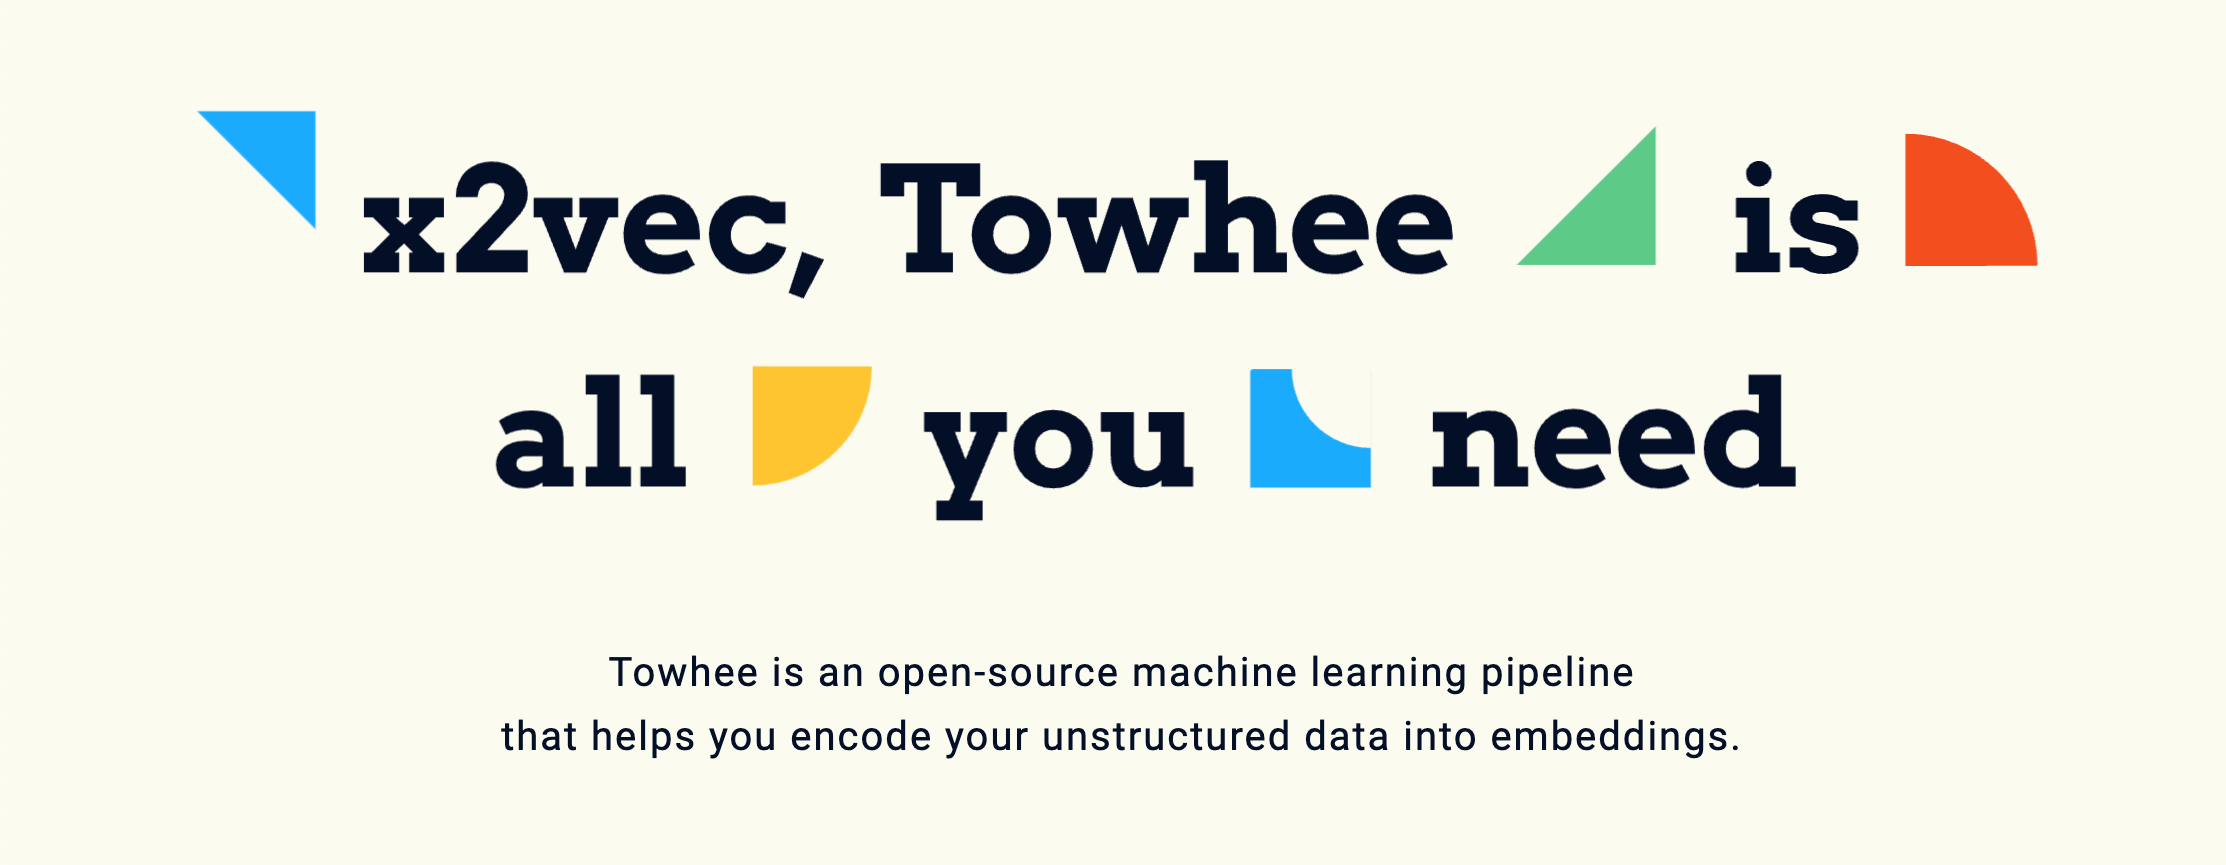 x2vec, Towhee is
all you need
Towhee is an open-source machine learning pipeline
that helps you encode your unstructured data into embeddings.